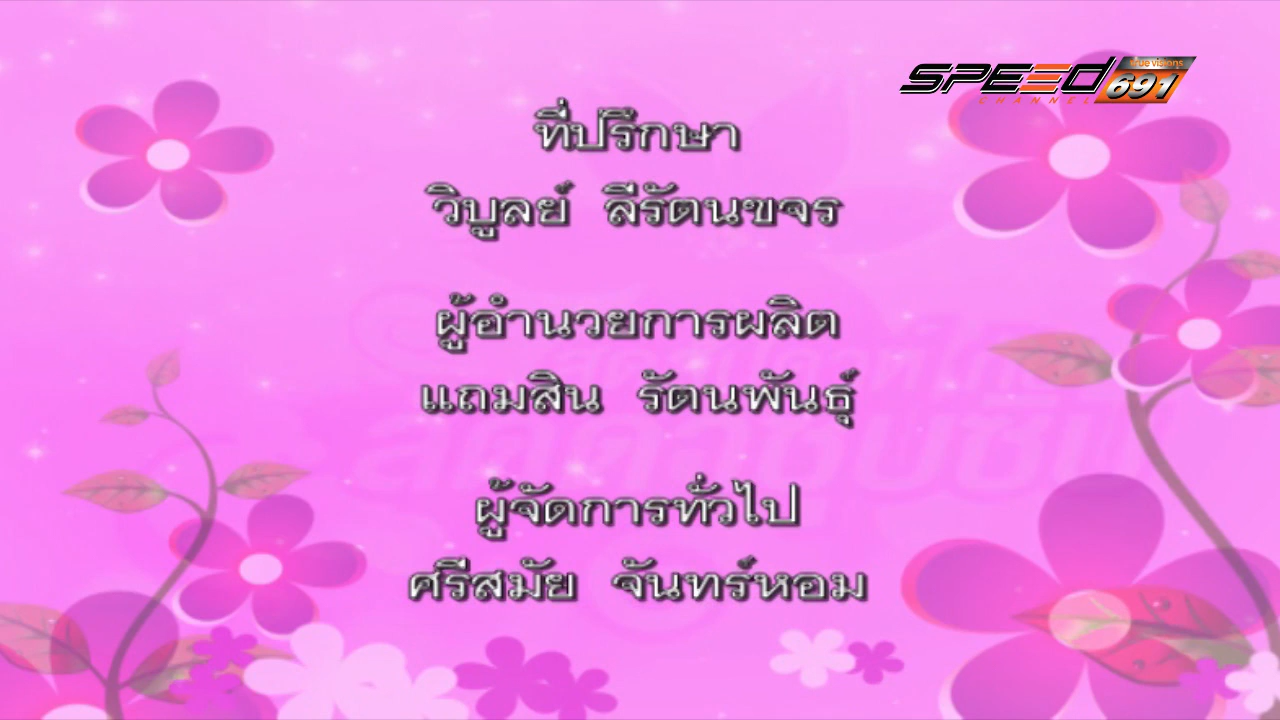 SPEED
CHANNEL
true visions
691
ที่ปรึกษา
วิบูลย์ ลีรัตนขจร
ผู้อำนวยการผลิต
แถมสิน รัตนพันธุ์
ผู้จัดการทั่วไป
ศรีสมัย จันทร์หอม